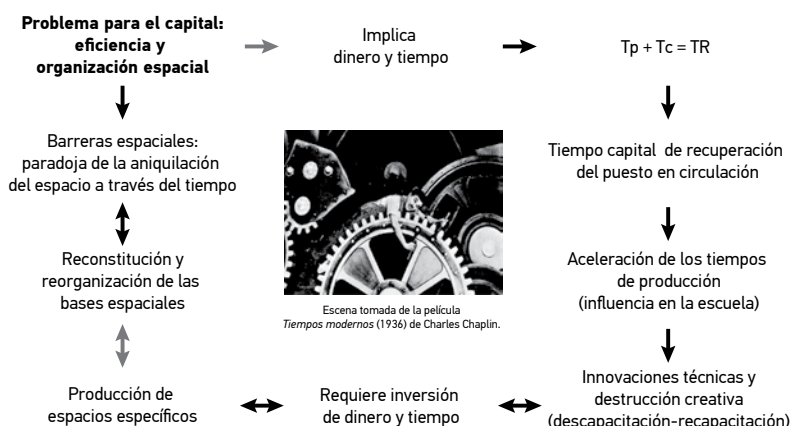 Problema para el capital:
eficiencia y
organización espacial
Implica
dinero y tiempo
Tp + Tc = TR
Barreras espaciales:
paradoja de la aniquilación
del espacio a través del tiempo
Tiempo capital de recuperación
del puesto en circulación
Reconstitución y
reorganización de las
bases espaciales
Escena tomada de la película
Tiempos modernos (1936) de Charles Chaplin.
Aceleración de los tiempos
de producción
(influencia en la escuela)
Producción de
espacios específicos
Requiere inversión
de dinero y tiempo
Innovaciones técnicas y
destrucción creativa
(descapacitación-recapacitación)